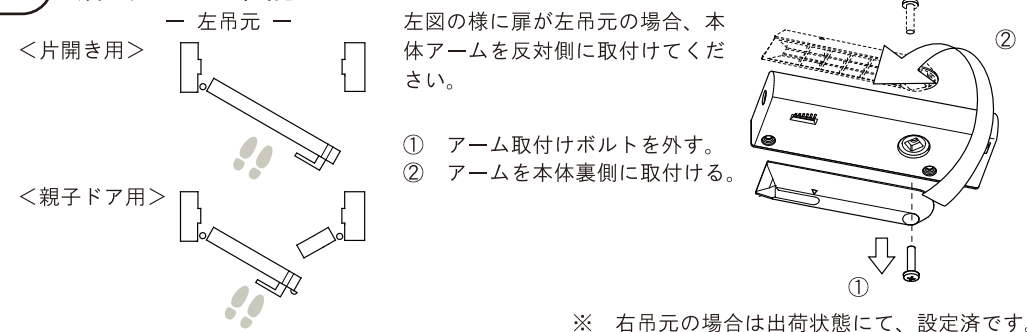 ― 左吊元 ―
＜片開き用＞
＜親子ドア用＞
左図の様に扉が左吊元の場合、本
体アームを反対側に取付けてくだ
さい。
① アーム取付けボルトを外す。
② アームを本体裏側に取付ける。
②
①
※ 右吊元の場合は出荷状態にて、設定済です。